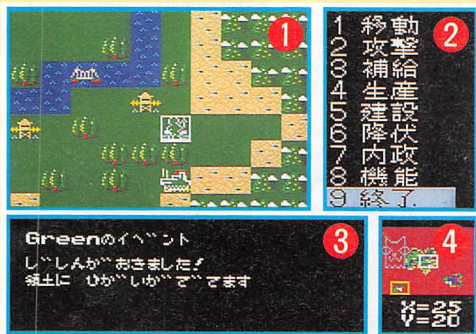 1
2
1 移動
2 攻撃
3 補給
4 生産
5 建設
6 降伏
7 内政
8 機能
9 終了
3
Greenのイベント
じしんが おきました!
領土に ひがいが でてます
4
X=25
Y=20